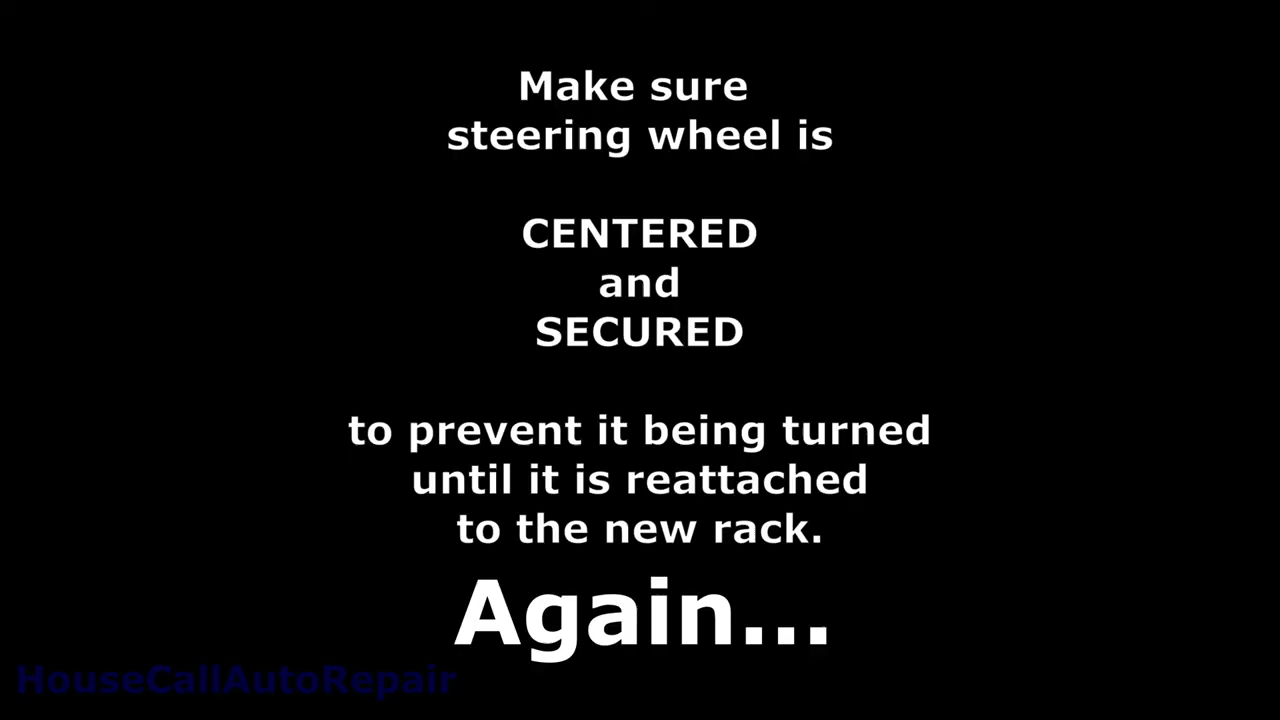 Make sure
steering wheel is
CENTERED
and
SECURED
to prevent it being turned
until it is reattached
to the new rack.
Again...
HouseCallAutoRepair